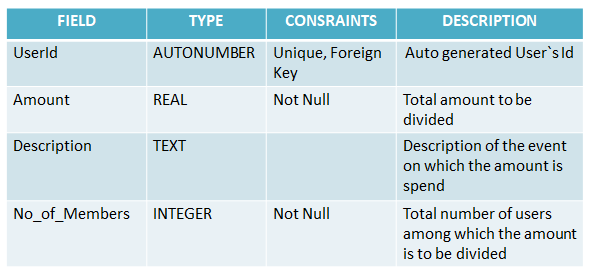 FIELD TYPE CONSRAINTS DESCRIPTION
UserId AUTONUMBER Unique, Foreign Key Auto generated User`s Id
Amount REAL Not Null Total amount to be divided
Description TEXT Description of the event on which the amount is spend
No_of_Members INTEGER Not Null Total number of users among which the amount is to be divided